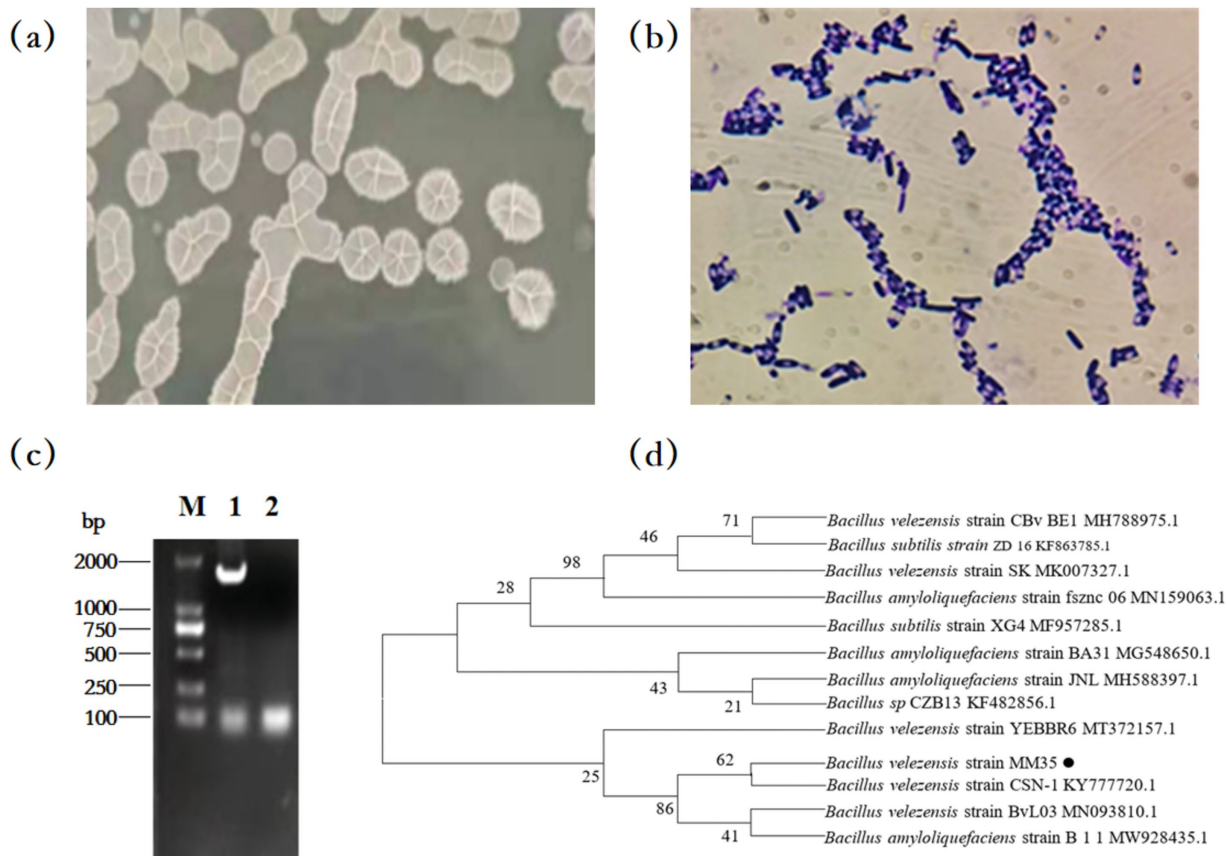 (a)
(b)
(c)
M 1 2
bp
2000
1000
750
500
250
100
(d)
71
46
98
28
43
21
25
62
86
41
Bacillus velezensis strain CBv BE1 MH788975.1
Bacillus subtilis strain ZD 16 KF863785.1
Bacillus velezensis strain SK MK007327.1
Bacillus amyloliquefaciens strain fsznc 06 MN159063.1
Bacillus subtilis strain XG4 MF957285.1
Bacillus amyloliquefaciens strain BA31 MG548650.1
Bacillus amyloliquefaciens strain JNL MH588397.1
Bacillus sp CZB13 KF482856.1
Bacillus velezensis strain YEBBR6 MT372157.1
Bacillus velezensis strain MM35
Bacillus velezensis strain CSN-1 KY777720.1
Bacillus velezensis strain BvL03 MN093810.1
Bacillus amyloliquefaciens strain B 1 1 MW928435.1